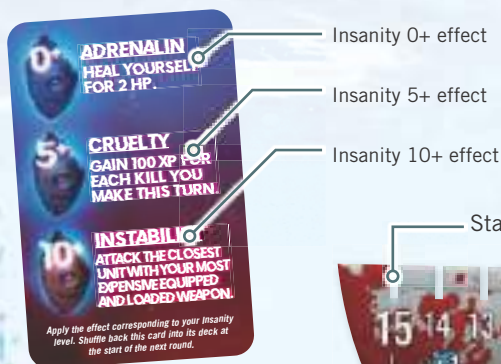 0+
ADRENALIN
HEAL YOURSELF
FOR 2 HP.
5+
CRUELTY
GAIN 100 XP FOR
EACH KILL YOU
MAKE THIS TURN.
10+
ATTACK THE CLOSEST
UNIT WITH YOUR MOST
EXPENSIVE EQUIPPED
AND LOADED WEAPON.
Apply the effect corresponding to your Insanity
level. Shuffle back this card into its deck at
the start of the next round.
Insanity 0+ effect
Insanity 5+ effect
Insanity 10+ effect
Sta
15 14 13